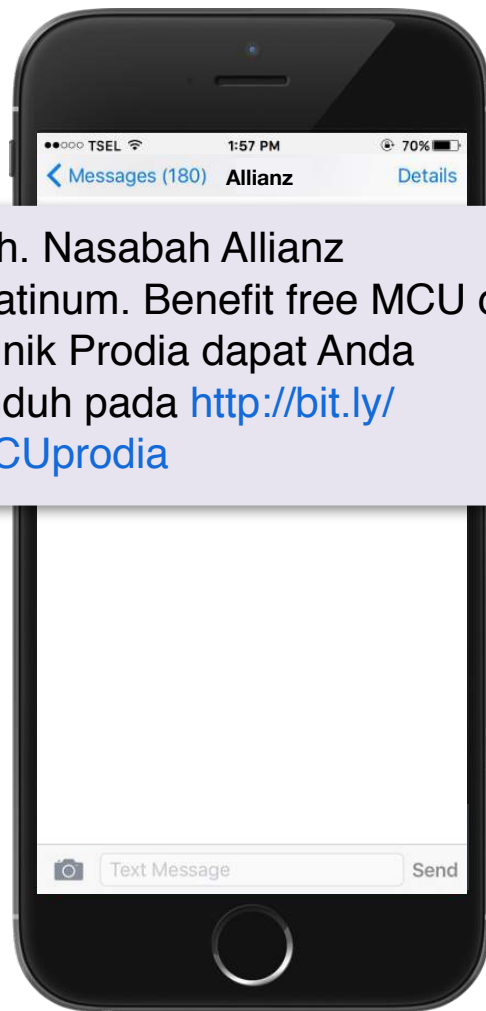 TSEL 1:57 PM 70%
Messages (180) Allianz Details
h. Nasabah Allianz
atinum. Benefit free MCU
nik Prodia dapat Anda
duh pada http://bit.ly/
CUprodia
Text Message Send